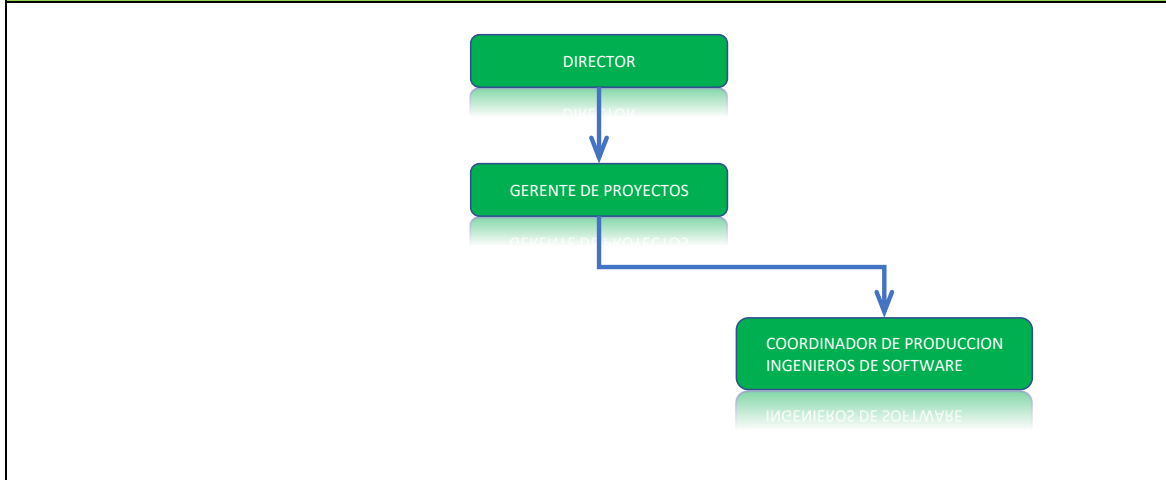 DIRECTOR
GERENTE DE PROYECTOS
COORDINADOR DE PRODUCCION
INGENIEROS DE SOFTWARE